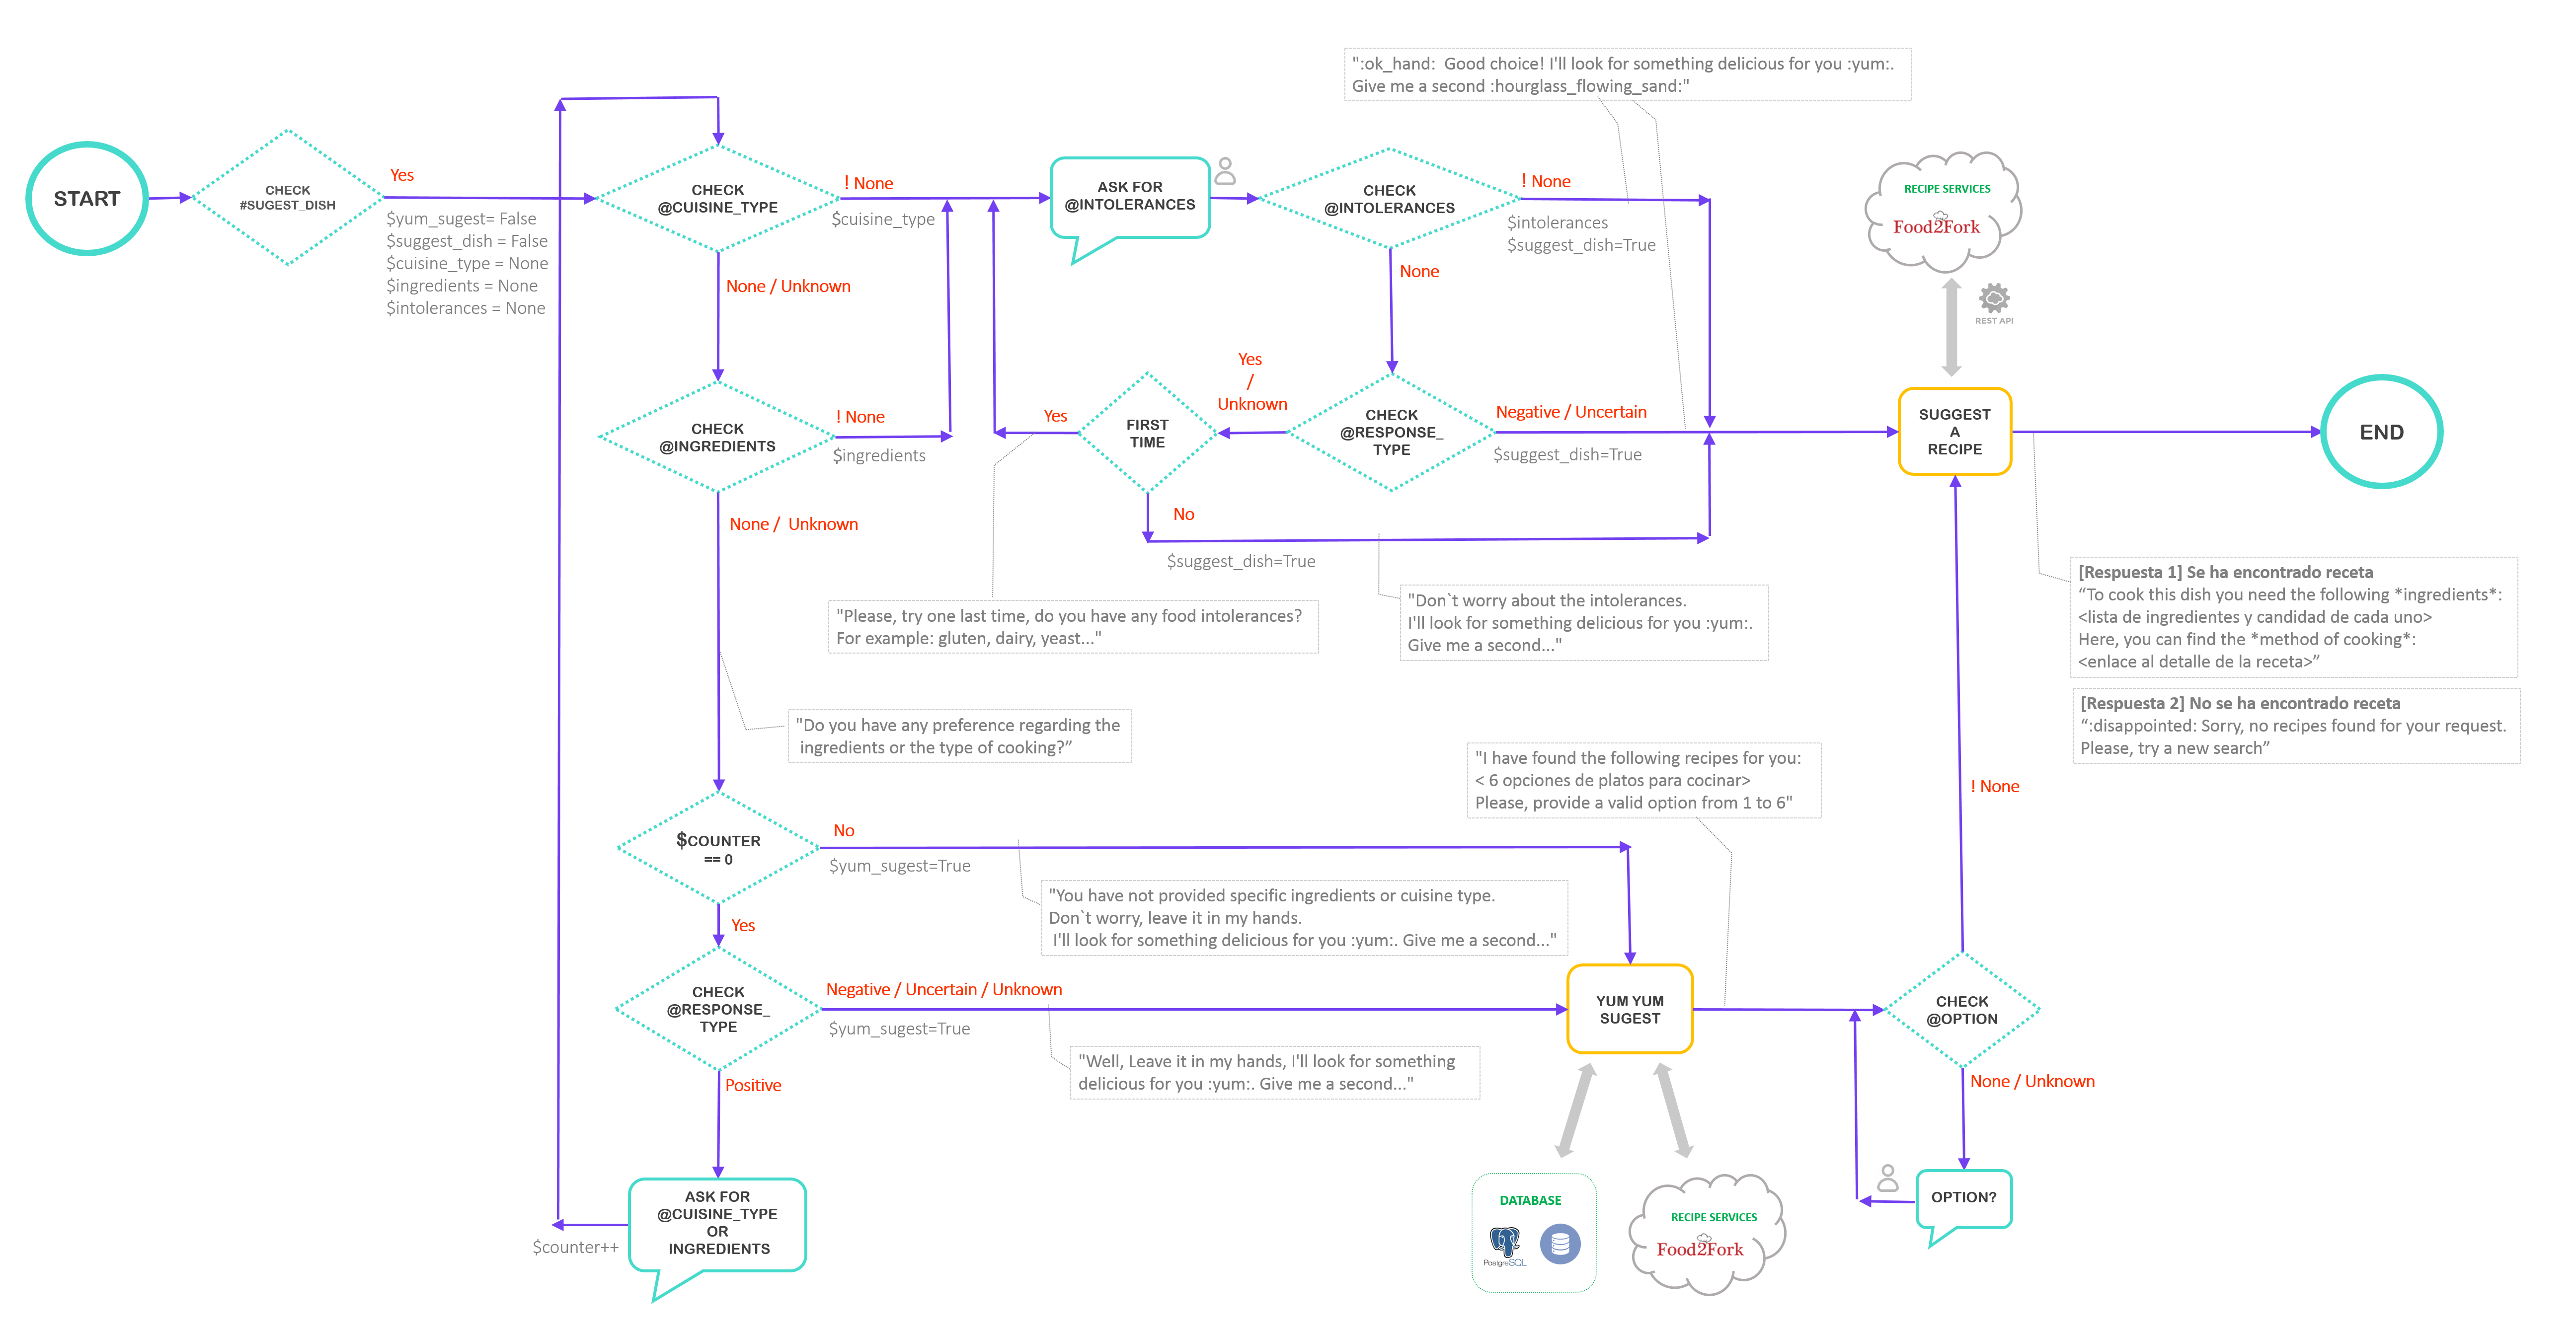 ":ok_hand:  Good choice! I'll look for something delicious for you :yum:.
Give me a second :hourglass_flowing_sand:"
START
CHECK
#SUGEST_DISH
Yes
$yum_sugest= False
$suggest_dish = False
$cuisine_type = None
$ingredients = None
$intolerances = None
CHECK
@CUISINE_TYPE
! None
$cuisine_type
None / Unknown
ASK FOR
@INTOLERANCES
CHECK
@INTOLERANCES
! None
$intolerances
$suggest_dish=True
None
RECIPE SERVICES
Food2Fork
REST API
CHECK
@INGREDIENTS
! None
$ingredients
None /  Unknown
Yes
FIRST
TIME
Yes
/
Unknown
CHECK
@RESPONSE_
TYPE
Negative / Uncertain
$suggest_dish=True
No
$suggest_dish=True
SUGGEST
A
RECIPE
END
"Please, try one last time, do you have any food intolerances?
For example: gluten, dairy, yeast..."
"Don`t worry about the intolerances.
I'll look for something delicious for you :yum:.
Give me a second..."
[Respuesta 1] Se ha encontrado receta
“To cook this dish you need the following *ingredients*:
<lista de ingredientes y candidad de cada uno>
Here, you can find the *method of cooking*:
<enlace al detalle de la receta>”
[Respuesta 2] No se ha encontrado receta
“:disappointed: Sorry, no recipes found for your request.
Please, try a new search”
"Do you have any preference regarding the
ingredients or the type of cooking?”
"I have found the following recipes for you:
< 6 opciones de platos para cocinar>
Please, provide a valid option from 1 to 6"
! None
$COUNTER
== 0
No
$yum_sugest=True
"You have not provided specific ingredients or cuisine type.
Don`t worry, leave it in my hands.
I'll look for something delicious for you :yum:. Give me a second..."
Yes
CHECK
@RESPONSE_
TYPE
Negative / Uncertain / Unknown
$yum_sugest=True
"Well, Leave it in my hands, I'll look for something
delicious for you :yum:. Give me a second..."
Positive
YUM YUM
SUGEST
CHECK
@OPTION
None / Unknown
ASK FOR
@CUISINE_TYPE
OR
INGREDIENTS
$counter++
DATABASE
PostgreSQL
RECIPE SERVICES
Food2Fork
OPTION?